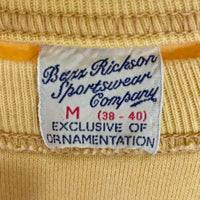 Buzz Rickson
Sportswear
Company
M (38 - 40)
EXCLUSIVE OF
ORNAMENTATION